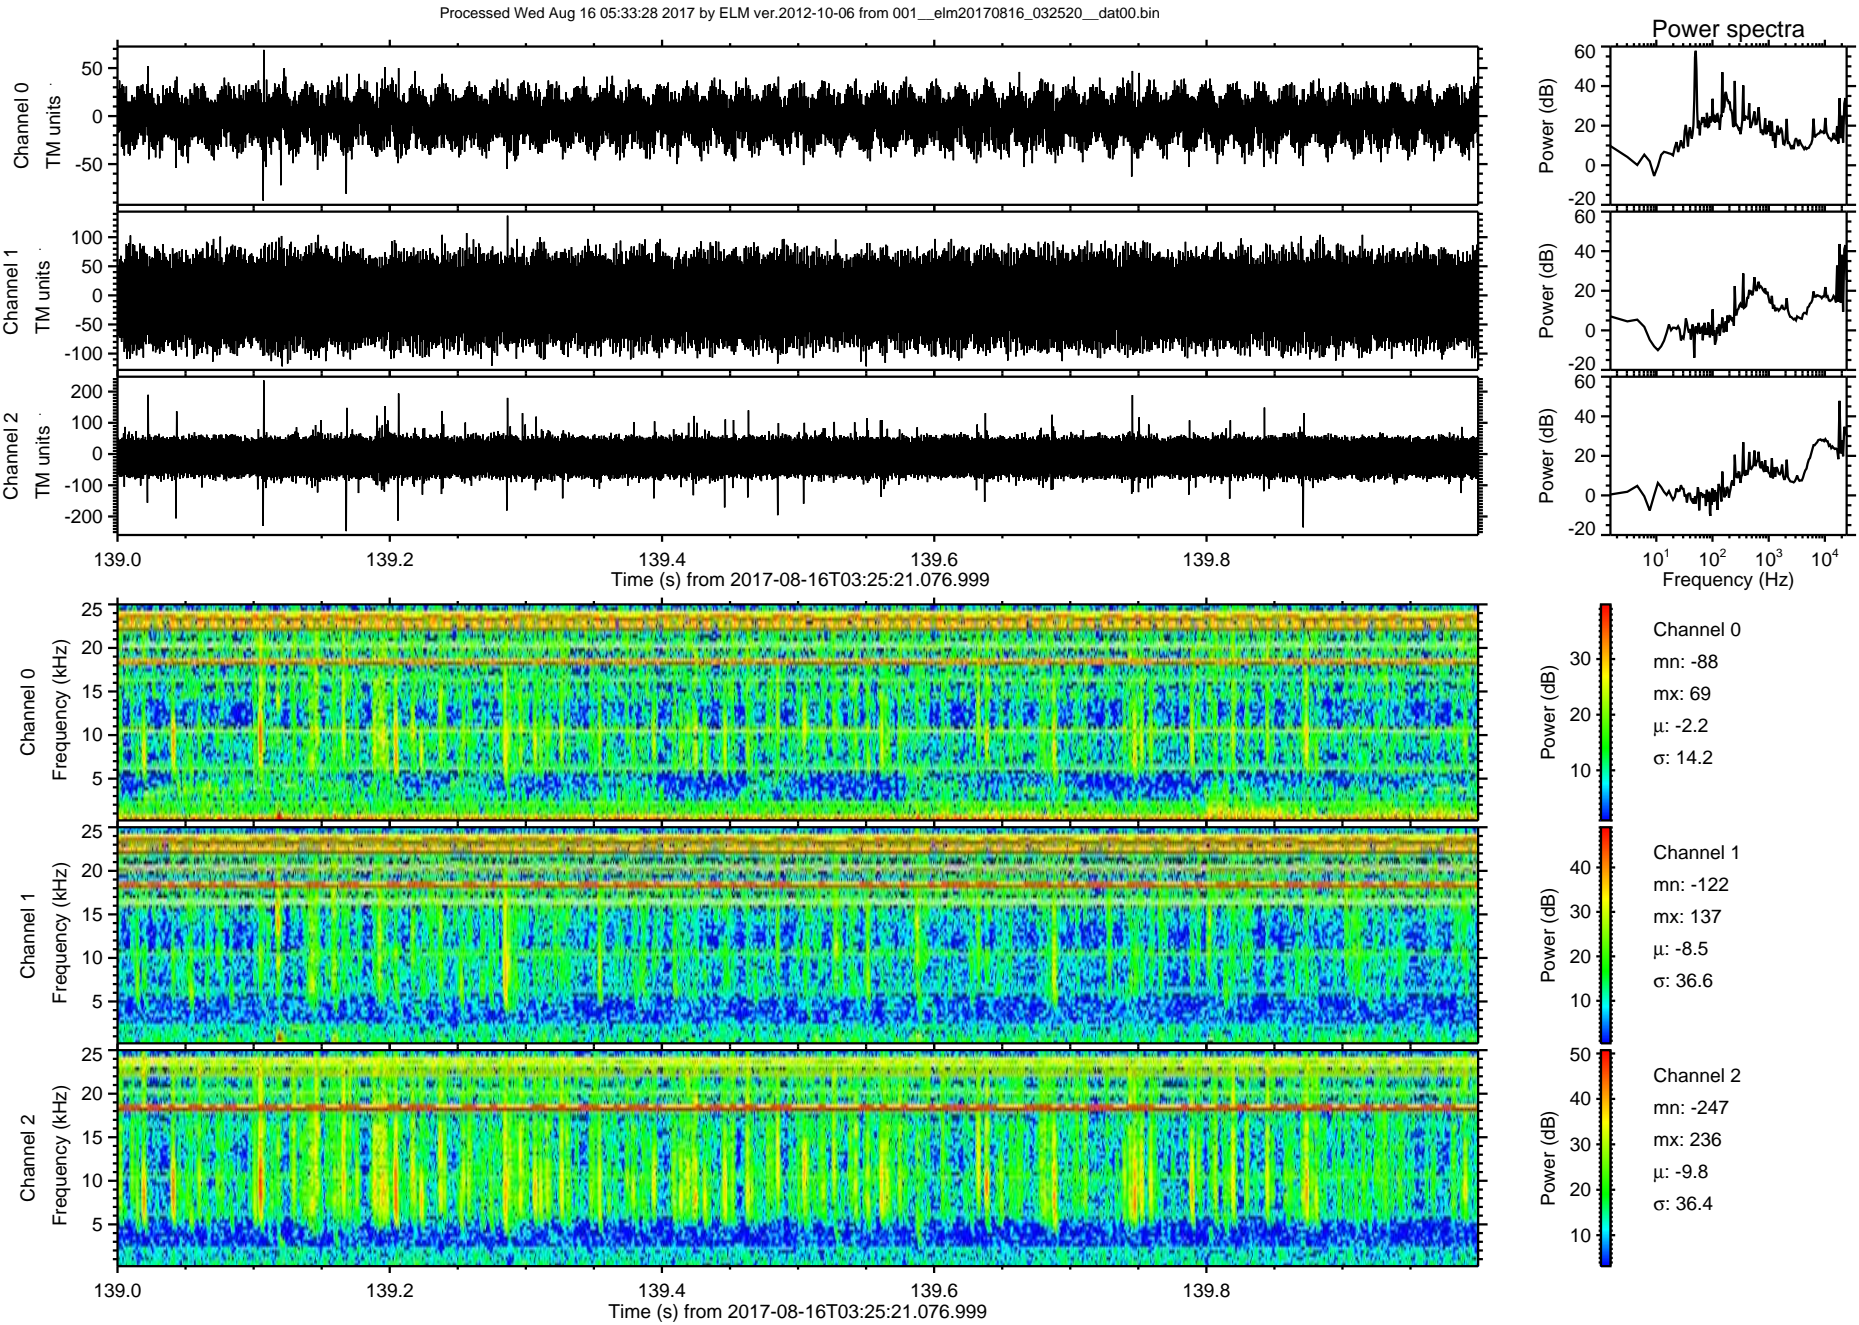 Processed Wed Aug 16 05:33:28 2017 by ELM ver.2012-10-06 from 001__elm20170816_032520__dat00.bin
Power spectra
Channel 0
TM units
50
0
-50
Power (dB)
60
40
20
0
-20
Channel 1
TM units
100
50
0
-50
-100
Power (dB)
60
40
20
0
-20
Channel 2
TM units
200
100
0
-100
-200
Power (dB)
60
40
20
0
-20
139.0 139.2 139.4 139.6 139.8
Time (s) from 2017-08-16T03:25:21.076.999
10¹ 10² 10³ 10⁴
Frequency (Hz)
Channel 0
Frequency (kHz)
25
20
15
10
5
Power (dB)
30
20
10
Channel 0
mn: -88
mx: 69
μ: -2.2
σ: 14.2
Channel 1
Frequency (kHz)
25
20
15
10
5
Power (dB)
40
30
20
10
Channel 1
mn: -122
mx: 137
μ: -8.5
σ: 36.6
Channel 2
Frequency (kHz)
25
20
15
10
5
Power (dB)
50
40
30
20
10
Channel 2
mn: -247
mx: 236
μ: -9.8
σ: 36.4
139.0 139.2 139.4 139.6 139.8
Time (s) from 2017-08-16T03:25:21.076.999